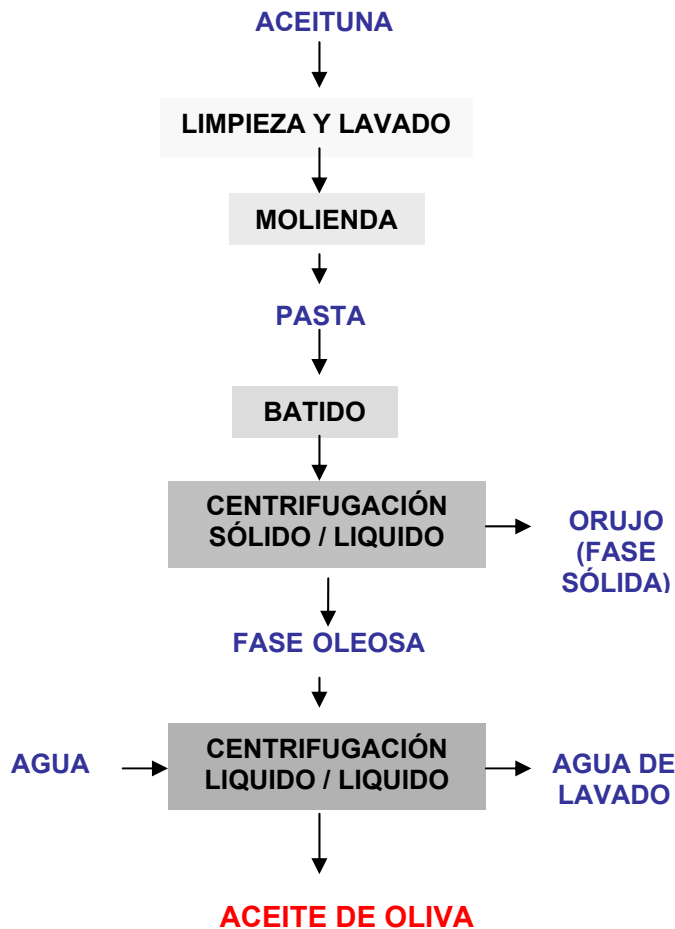 ACEITUNA
LIMPIEZA Y LAVADO
MOLIENDA
PASTA
BATIDO
CENTRIFUGACIÓN
SÓLIDO / LIQUIDO
ORUJO
(FASE
SÓLIDA)
FASE OLEOSA
AGUA
CENTRIFUGACIÓN
LIQUIDO / LIQUIDO
AGUA DE
LAVADO
ACEITE DE OLIVA